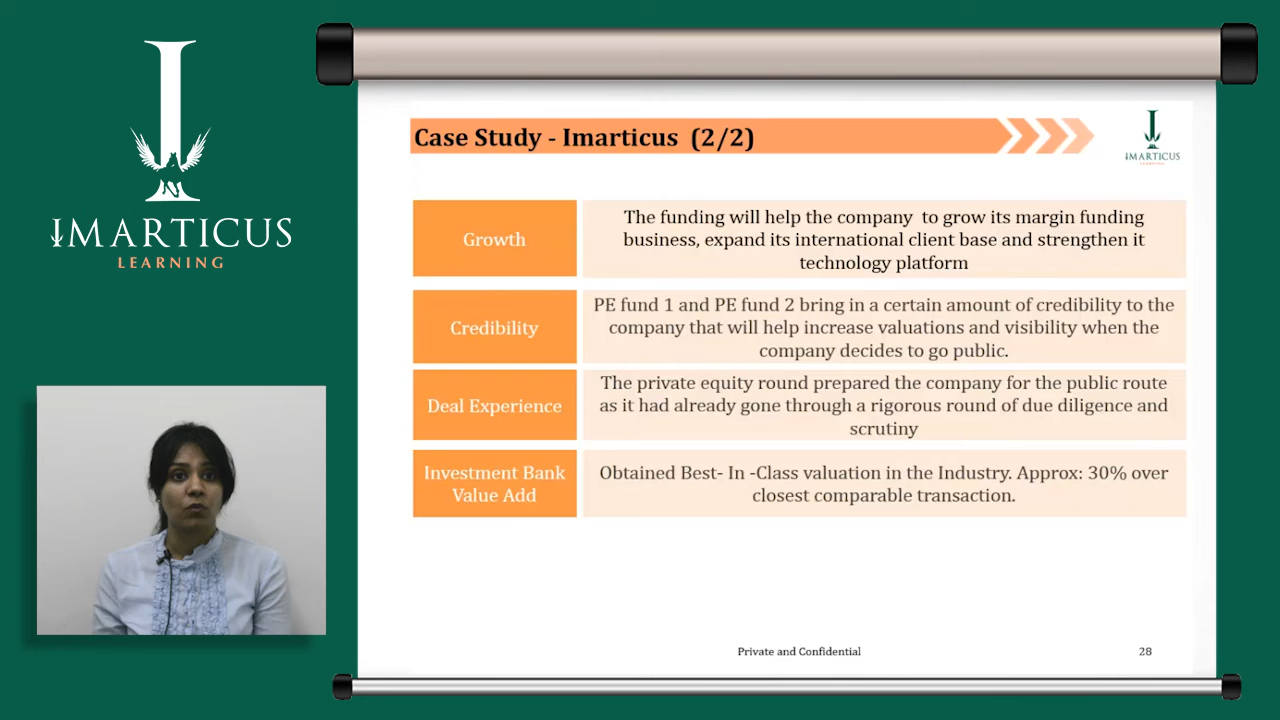 IMARTICUS
LEARNING
Case Study - Imarticus (2/2)
IMARTICUS
LEARNING
Growth
The funding will help the company to grow its margin funding
business, expand its international client base and strengthen it
technology platform
Credibility
PE fund 1 and PE fund 2 bring in a certain amount of credibility to the
company that will help increase valuations and visibility when the
company decides to go public.
Deal Experience
The private equity round prepared the company for the public route
as it had already gone through a rigorous round of due diligence and
scrutiny
Investment Bank
Value Add
Obtained Best- In -Class valuation in the Industry. Approx: 30% over
closest comparable transaction.
Private and Confidential
28